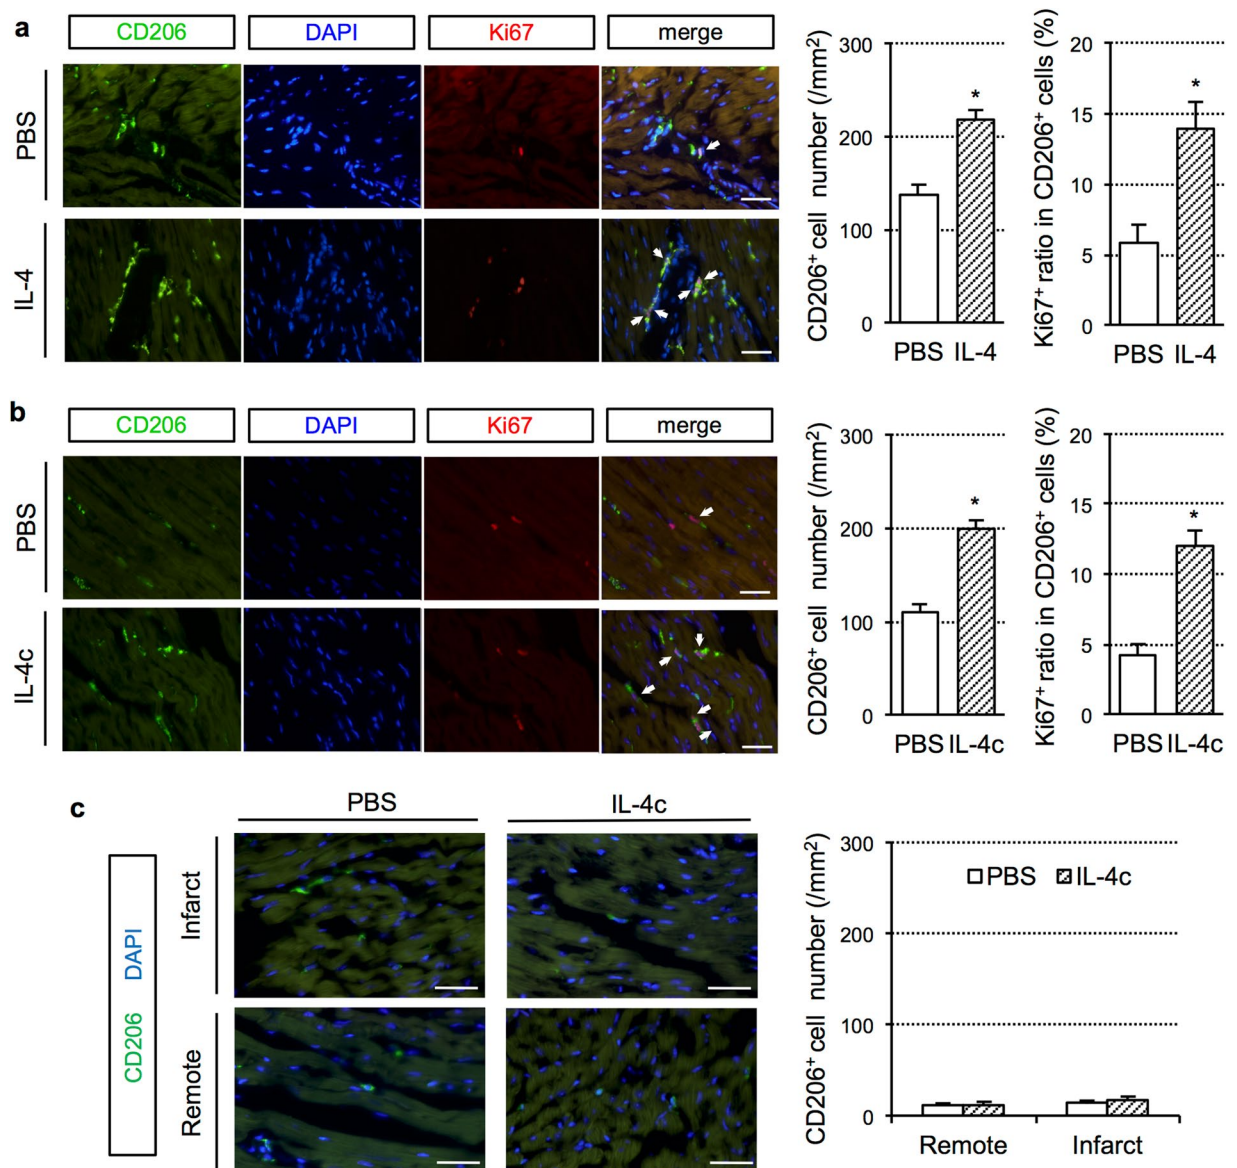 a
CD206 DAPI Ki67 merge
PBS
IL-4
CD206⁺ cell number (/mm²)
300
200
100
0
*
PBS IL-4
Ki67⁺ ratio in CD206⁺ cells (%)
20
15
10
5
0
*
PBS IL-4
b
CD206 DAPI Ki67 merge
PBS
IL-4c
CD206⁺ cell number (/mm²)
300
200
100
0
*
PBS IL-4c
Ki67⁺ ratio in CD206⁺ cells (%)
20
15
10
5
0
*
PBS IL-4c
c
PBS IL-4c
CD206 DAPI
Infarct
Remote
CD206⁺ cell number (/mm²)
300
200
100
0
PBS IL-4c
Remote Infarct